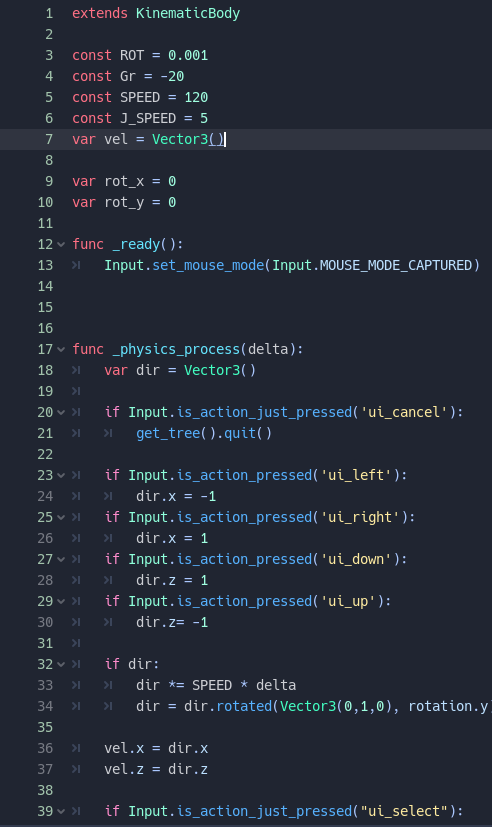 1 extends KinematicBody
2
3 const ROT = 0.001
4 const Gr = -20
5 const SPEED = 120
6 const J_SPEED = 5
7 var vel = Vector3()
8
9 var rot_x = 0
10 var rot_y = 0
11
12 func _ready():
13 Input.set_mouse_mode(Input.MOUSE_MODE_CAPTURED)
14
15
16
17 func _physics_process(delta):
18 var dir = Vector3()
19
20 if Input.is_action_just_pressed('ui_cancel'):
21 get_tree().quit()
22
23 if Input.is_action_pressed('ui_left'):
24 dir.x = -1
25 if Input.is_action_pressed('ui_right'):
26 dir.x = 1
27 if Input.is_action_pressed('ui_down'):
28 dir.z = 1
29 if Input.is_action_pressed('ui_up'):
30 dir.z= -1
31
32 if dir:
33 dir *= SPEED * delta
34 dir = dir.rotated(Vector3(0,1,0), rotation.y
35
36 vel.x = dir.x
37 vel.z = dir.z
38
39 if Input.is_action_just_pressed("ui_select"):